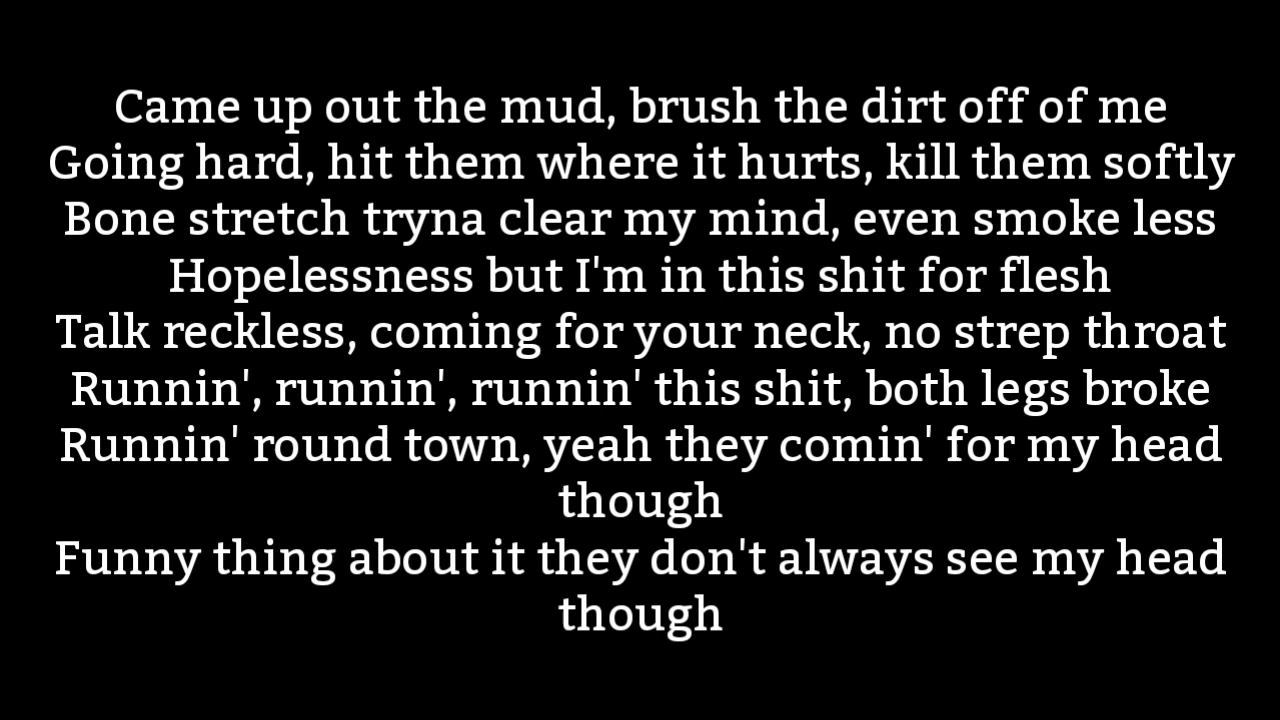 Came up out the mud, brush the dirt off of me
Going hard, hit them where it hurts, kill them softly
Bone stretch tryna clear my mind, even smoke less
Hopelessness but I'm in this shit for flesh
Talk reckless, coming for your neck, no strep throat
Runnin', runnin', runnin' this shit, both legs broke
Runnin' round town, yeah they comin' for my head
though
Funny thing about it they don't always see my head
though